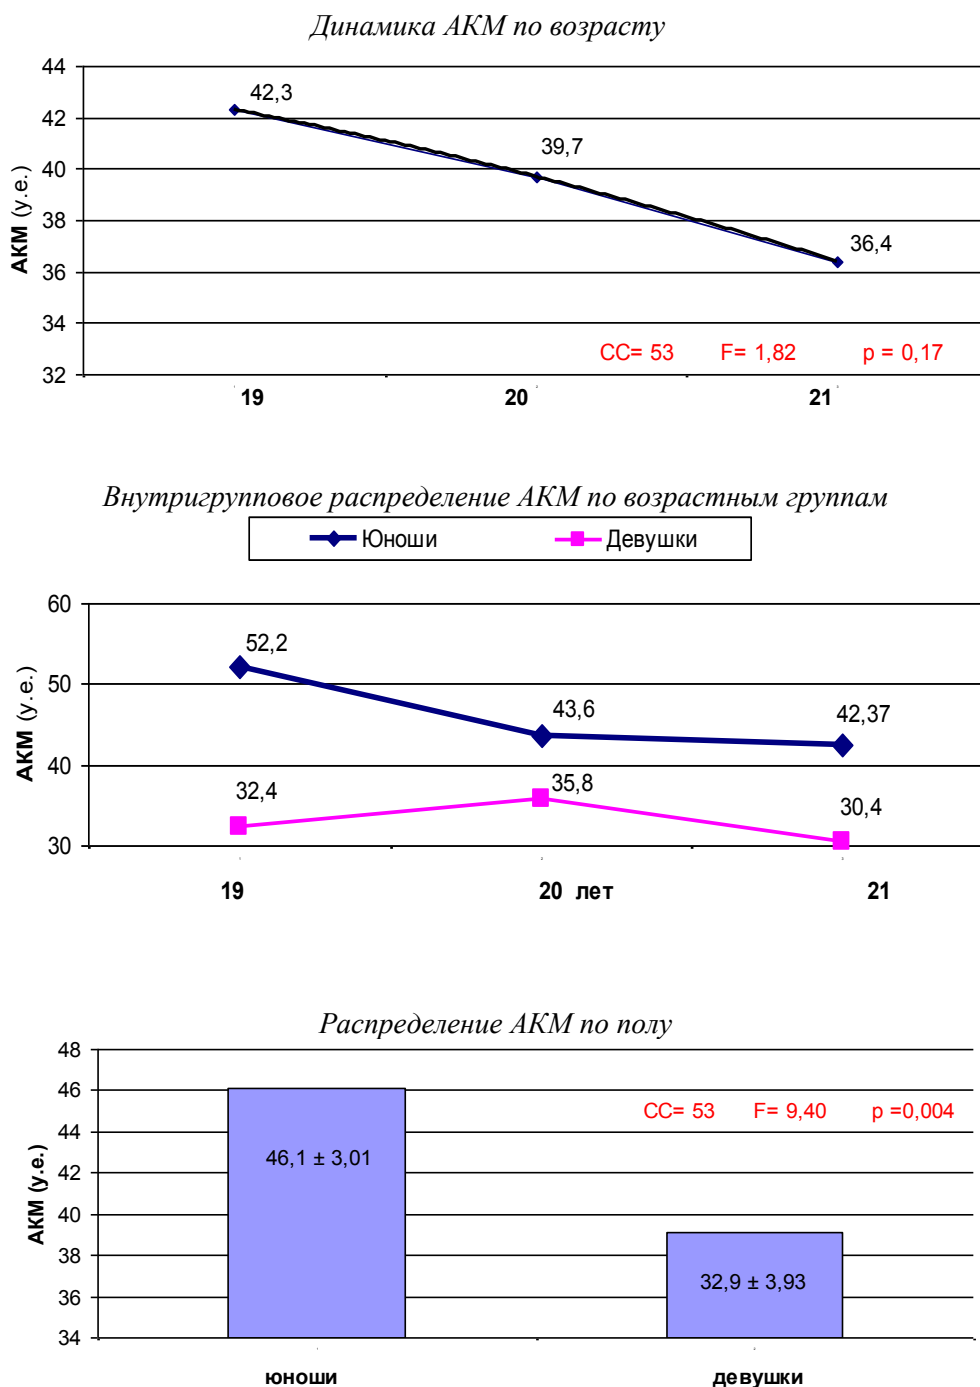 Динамика АКМ по возрасту
44
42,3
42
39,7
40
38
36,4
36
34
CC= 53 F= 1,82 p = 0,17
32
АКМ (у.е.)
19 20 21
Внутригрупповое распределение АКМ по возрастным группам
Юноши Девушки
60
52,2
50
43,6 42,37
40
32,4 35,8 30,4
30
АКМ (у.е.)
19 20 лет 21
Распределение АКМ по полу
48
46
CC= 53 F= 9,40 p =0,004
44
46,1 ± 3,01
42
40
38
32,9 ± 3,93
36
34
АКМ (у.е.)
юноши девушки